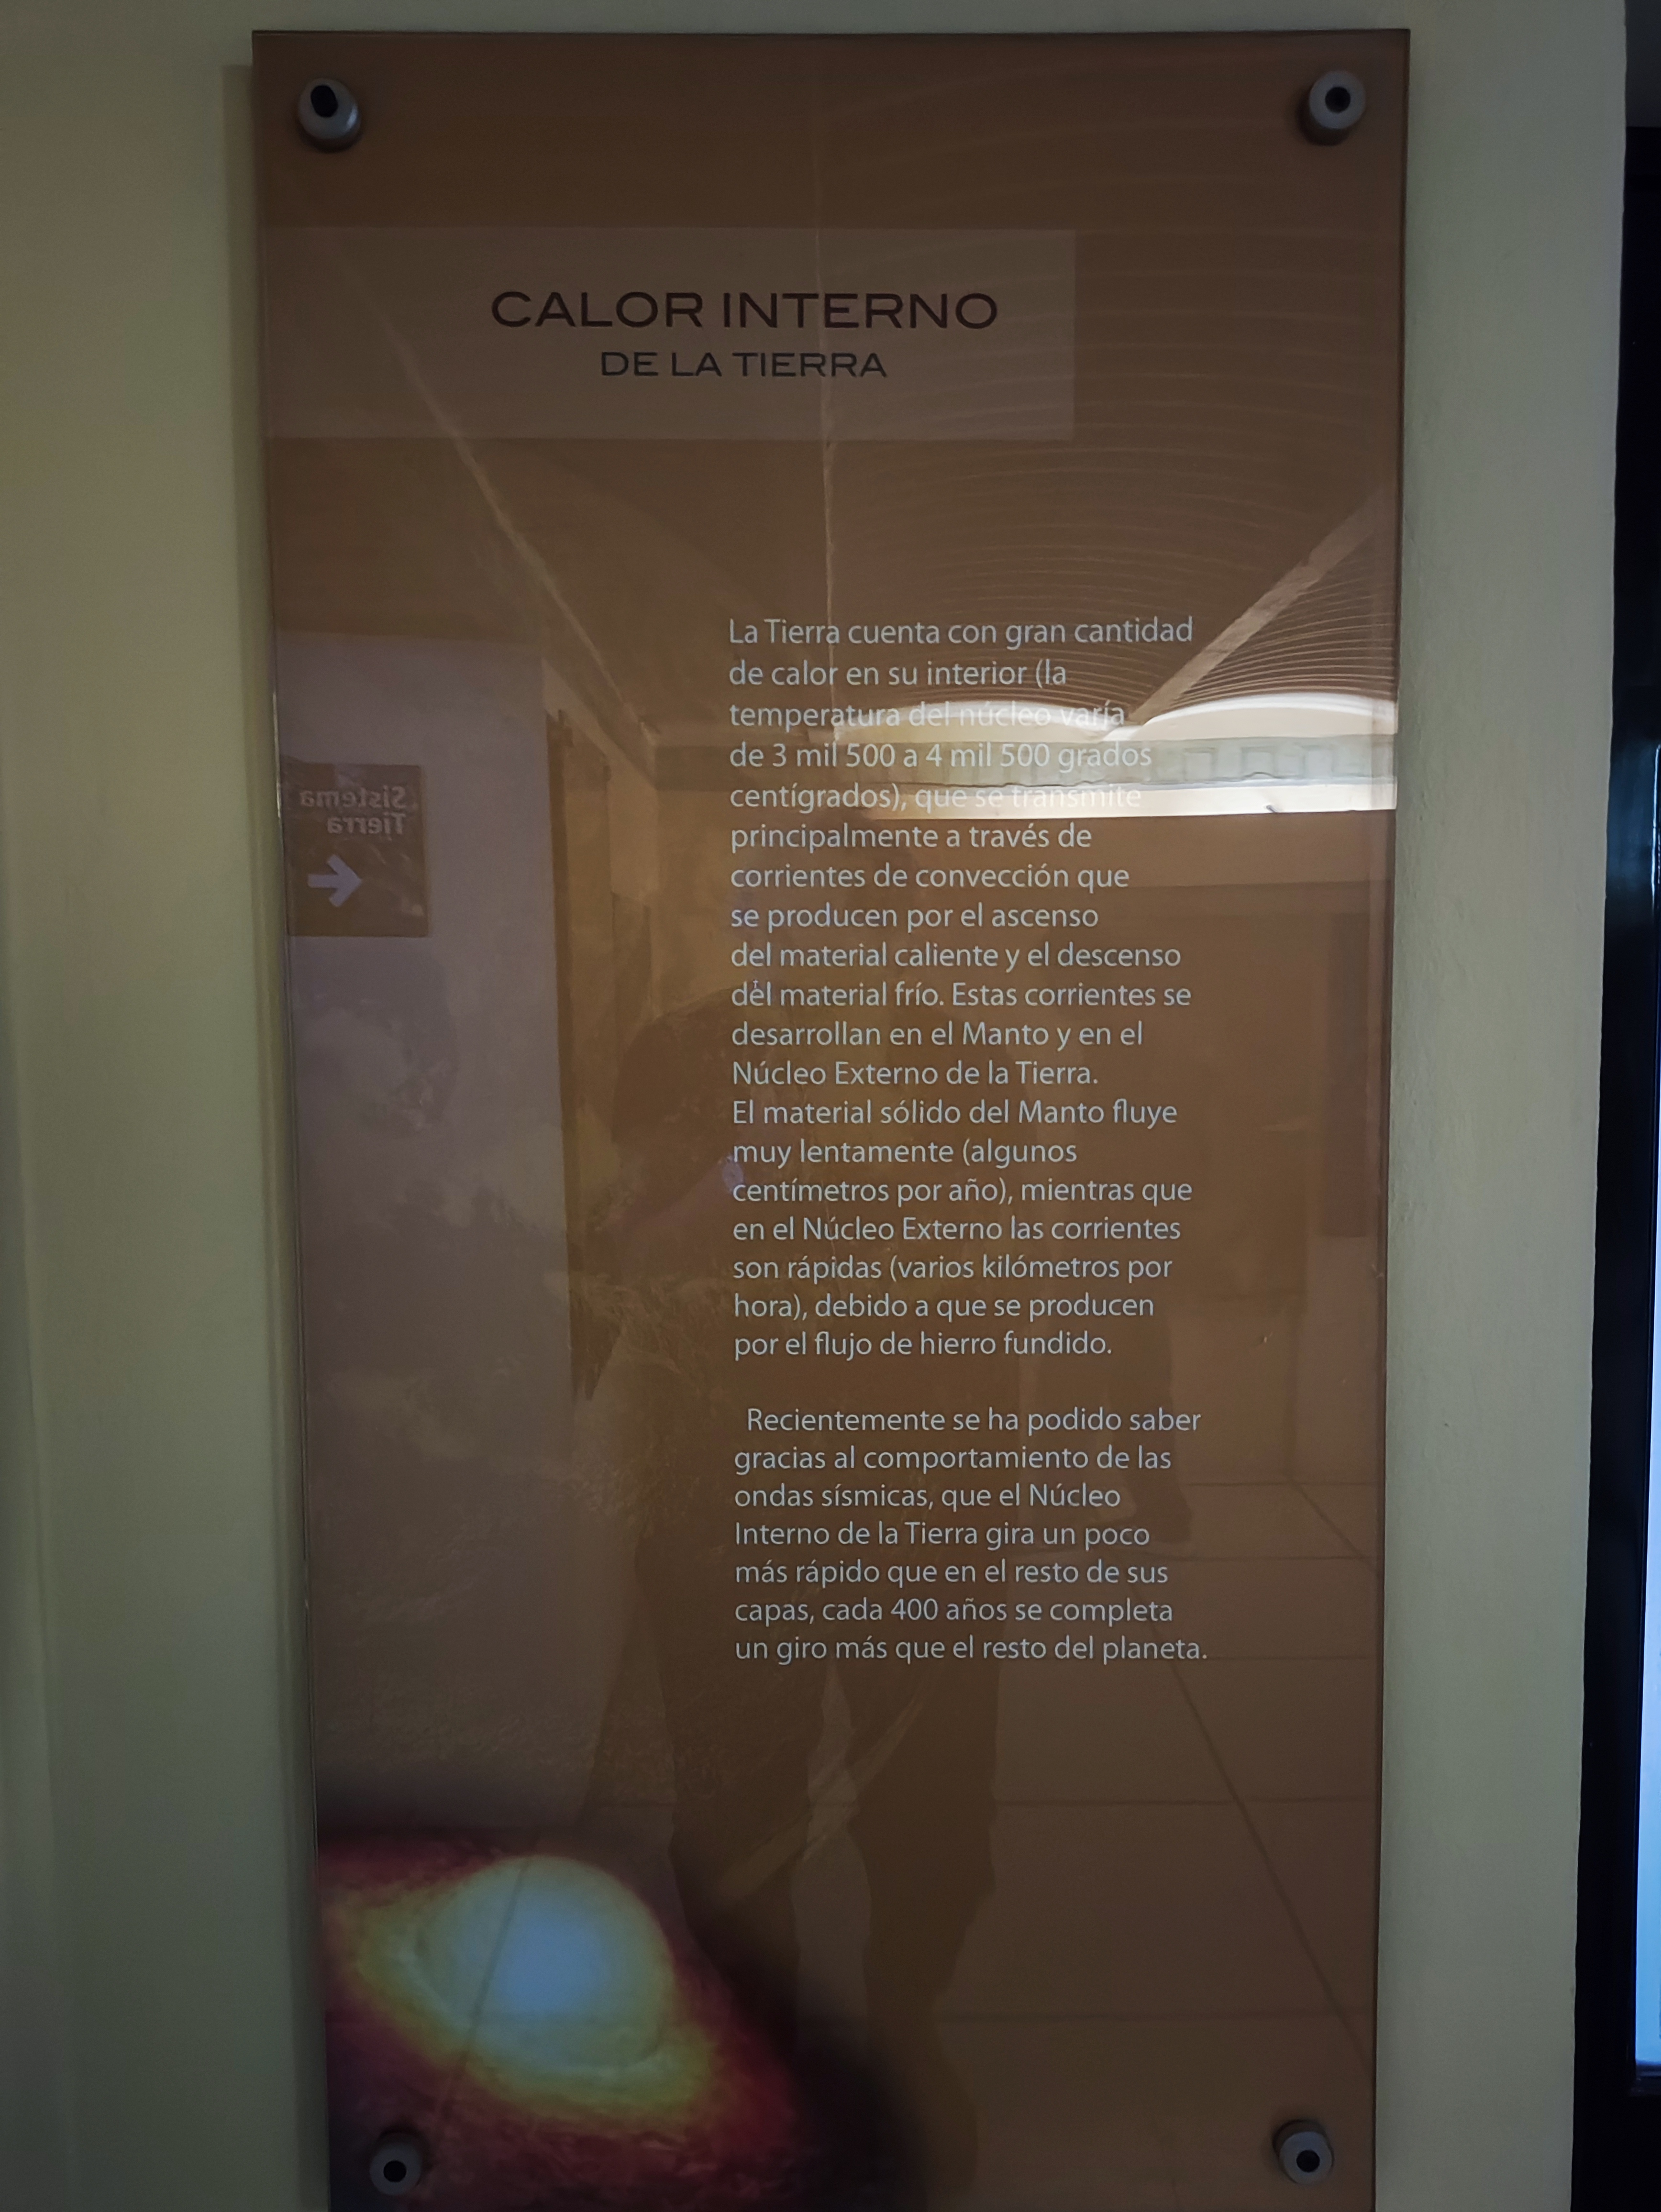 CALOR INTERNO
DE LA TIERRA
La Tierra cuenta con gran cantidad
de calor en su interior (la
temperatura del núcleo varía
de 3 mil 500 a 4 mil 500 grados
centígrados), que se transmite
principalmente a través de
corrientes de convección que
se producen por el ascenso
del material caliente y el descenso
del material frío. Estas corrientes se
desarrollan en el Manto y en el
Núcleo Externo de la Tierra.
El material sólido del Manto fluye
muy lentamente (algunos
centímetros por año), mientras que
en el Núcleo Externo las corrientes
son rápidas (varios kilómetros por
hora), debido a que se producen
por el flujo de hierro fundido.
Recientemente se ha podido saber
gracias al comportamiento de las
ondas sísmicas, que el Núcleo
Interno de la Tierra gira un poco
más rápido que en el resto de sus
capas, cada 400 años se completa
un giro más que el resto del planeta.
Sistema
Tierra